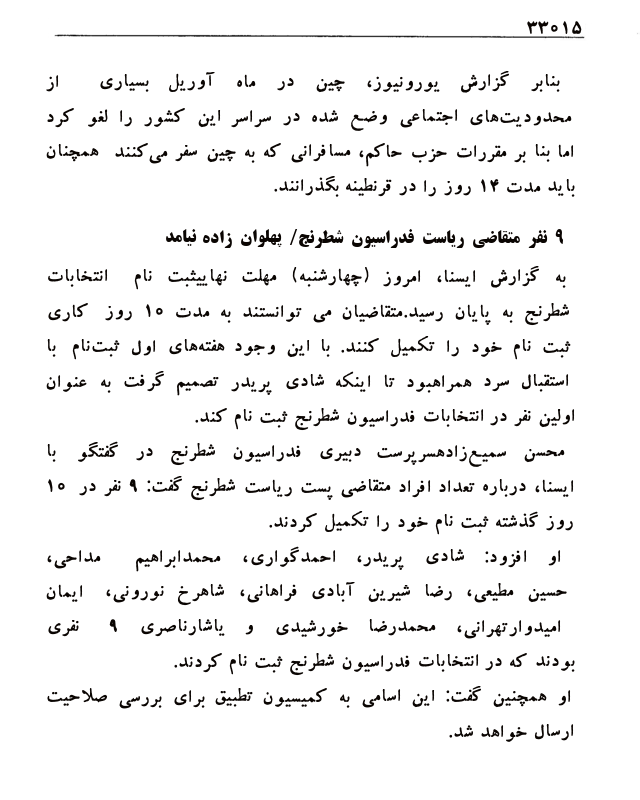 ۳۳۰۱۵
بنابر گزارش یورونیوز، چین در ماه آوریل بسیاری از
محدودیت‌های اجتماعی وضع شده در سراسر این کشور را لغو کرد
اما بنا بر مقررات حزب حاکم، مسافرانی که به چین سفر می‌کنند همچنان
باید مدت ۱۴ روز را در قرنطینه بگذرانند.
۹ نفر متقاضی ریاست فدراسیون شطرنج/ پهلوان زاده نیامد
به گزارش ایسنا، امروز (چهارشنبه) مهلت نهاییثبت نام انتخابات
شطرنج به پایان رسید.متقاضیان می توانستند به مدت ۱۰ روز کاری
ثبت نام خود را تکمیل کنند. با این وجود هفته‌های اول ثبت‌نام با
استقبال سرد همراهبود تا اینکه شادی پریدر تصمیم گرفت به عنوان
اولین نفر در انتخابات فدراسیون شطرنج ثبت نام کند.
محسن سمیع‌زادهسرپرست دبیری فدراسیون شطرنج در گفتگو با
ایسنا، درباره تعداد افراد متقاضی پست ریاست شطرنج گفت: ۹ نفر در ۱۰
روز گذشته ثبت نام خود را تکمیل کردند.
او افزود: شادی پریدر، احمدگواری، محمدابراهیم مداحی،
حسین مطیعی، رضا شیرین آبادی فراهانی، شاهرخ نورونی، ایمان
امیدوارتهرانی، محمدرضا خورشیدی و یاشارناصری ۹ نفری
بودند که در انتخابات فدراسیون شطرنج ثبت نام کردند.
او همچنین گفت: این اسامی به کمیسیون تطبیق برای بررسی صلاحیت
ارسال خواهد شد.